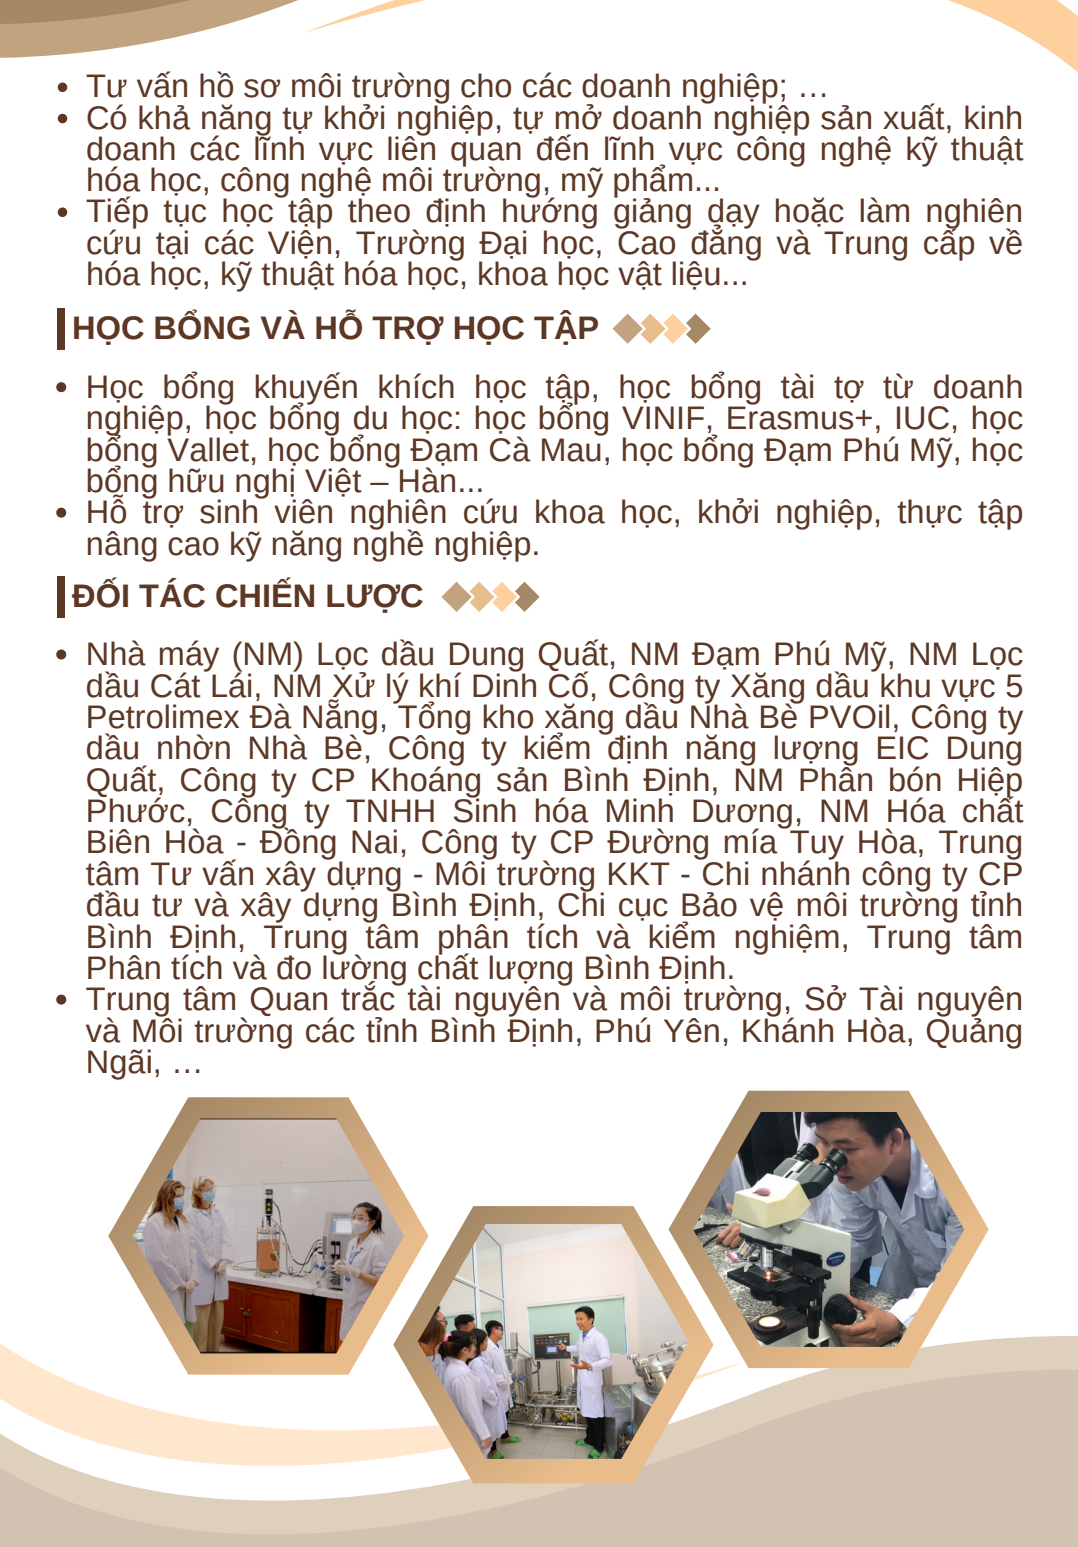 • Tư vấn hồ sơ môi trường cho các doanh nghiệp; …
• Có khả năng tự khởi nghiệp, tự mở doanh nghiệp sản xuất, kinh
doanh các lĩnh vực liên quan đến lĩnh vực công nghệ kỹ thuật
hóa học, công nghệ môi trường, mỹ phẩm...
• Tiếp tục học tập theo định hướng giảng dạy hoặc làm nghiên
cứu tại các Viện, Trường Đại học, Cao đẳng và Trung cấp về
hóa học, kỹ thuật hóa học, khoa học vật liệu...
HỌC BỔNG VÀ HỖ TRỢ HỌC TẬP
• Học bổng khuyến khích học tập, học bổng tài tợ từ doanh
nghiệp, học bổng du học: học bổng VINIF, Erasmus+, IUC, học
bổng Vallet, học bổng Đạm Cà Mau, học bổng Đạm Phú Mỹ, học
bổng hữu nghị Việt – Hàn...
• Hỗ trợ sinh viên nghiên cứu khoa học, khởi nghiệp, thực tập
nâng cao kỹ năng nghề nghiệp.
ĐỐI TÁC CHIẾN LƯỢC
• Nhà máy (NM) Lọc dầu Dung Quất, NM Đạm Phú Mỹ, NM Lọc
dầu Cát Lái, NM Xử lý khí Dinh Cố, Công ty Xăng dầu khu vực 5
Petrolimex Đà Nẵng, Tổng kho xăng dầu Nhà Bè PVOil, Công ty
dầu nhờn Nhà Bè, Công ty kiểm định năng lượng EIC Dung
Quất, Công ty CP Khoáng sản Bình Định, NM Phân bón Hiệp
Phước, Công ty TNHH Sinh hóa Minh Dương, NM Hóa chất
Biên Hòa - Đồng Nai, Công ty CP Đường mía Tuy Hòa, Trung
tâm Tư vấn xây dựng - Môi trường KKT - Chi nhánh công ty CP
đầu tư và xây dựng Bình Định, Chi cục Bảo vệ môi trường tỉnh
Bình Định, Trung tâm phân tích và kiểm nghiệm, Trung tâm
Phân tích và đo lường chất lượng Bình Định.
• Trung tâm Quan trắc tài nguyên và môi trường, Sở Tài nguyên
và Môi trường các tỉnh Bình Định, Phú Yên, Khánh Hòa, Quảng
Ngãi, …